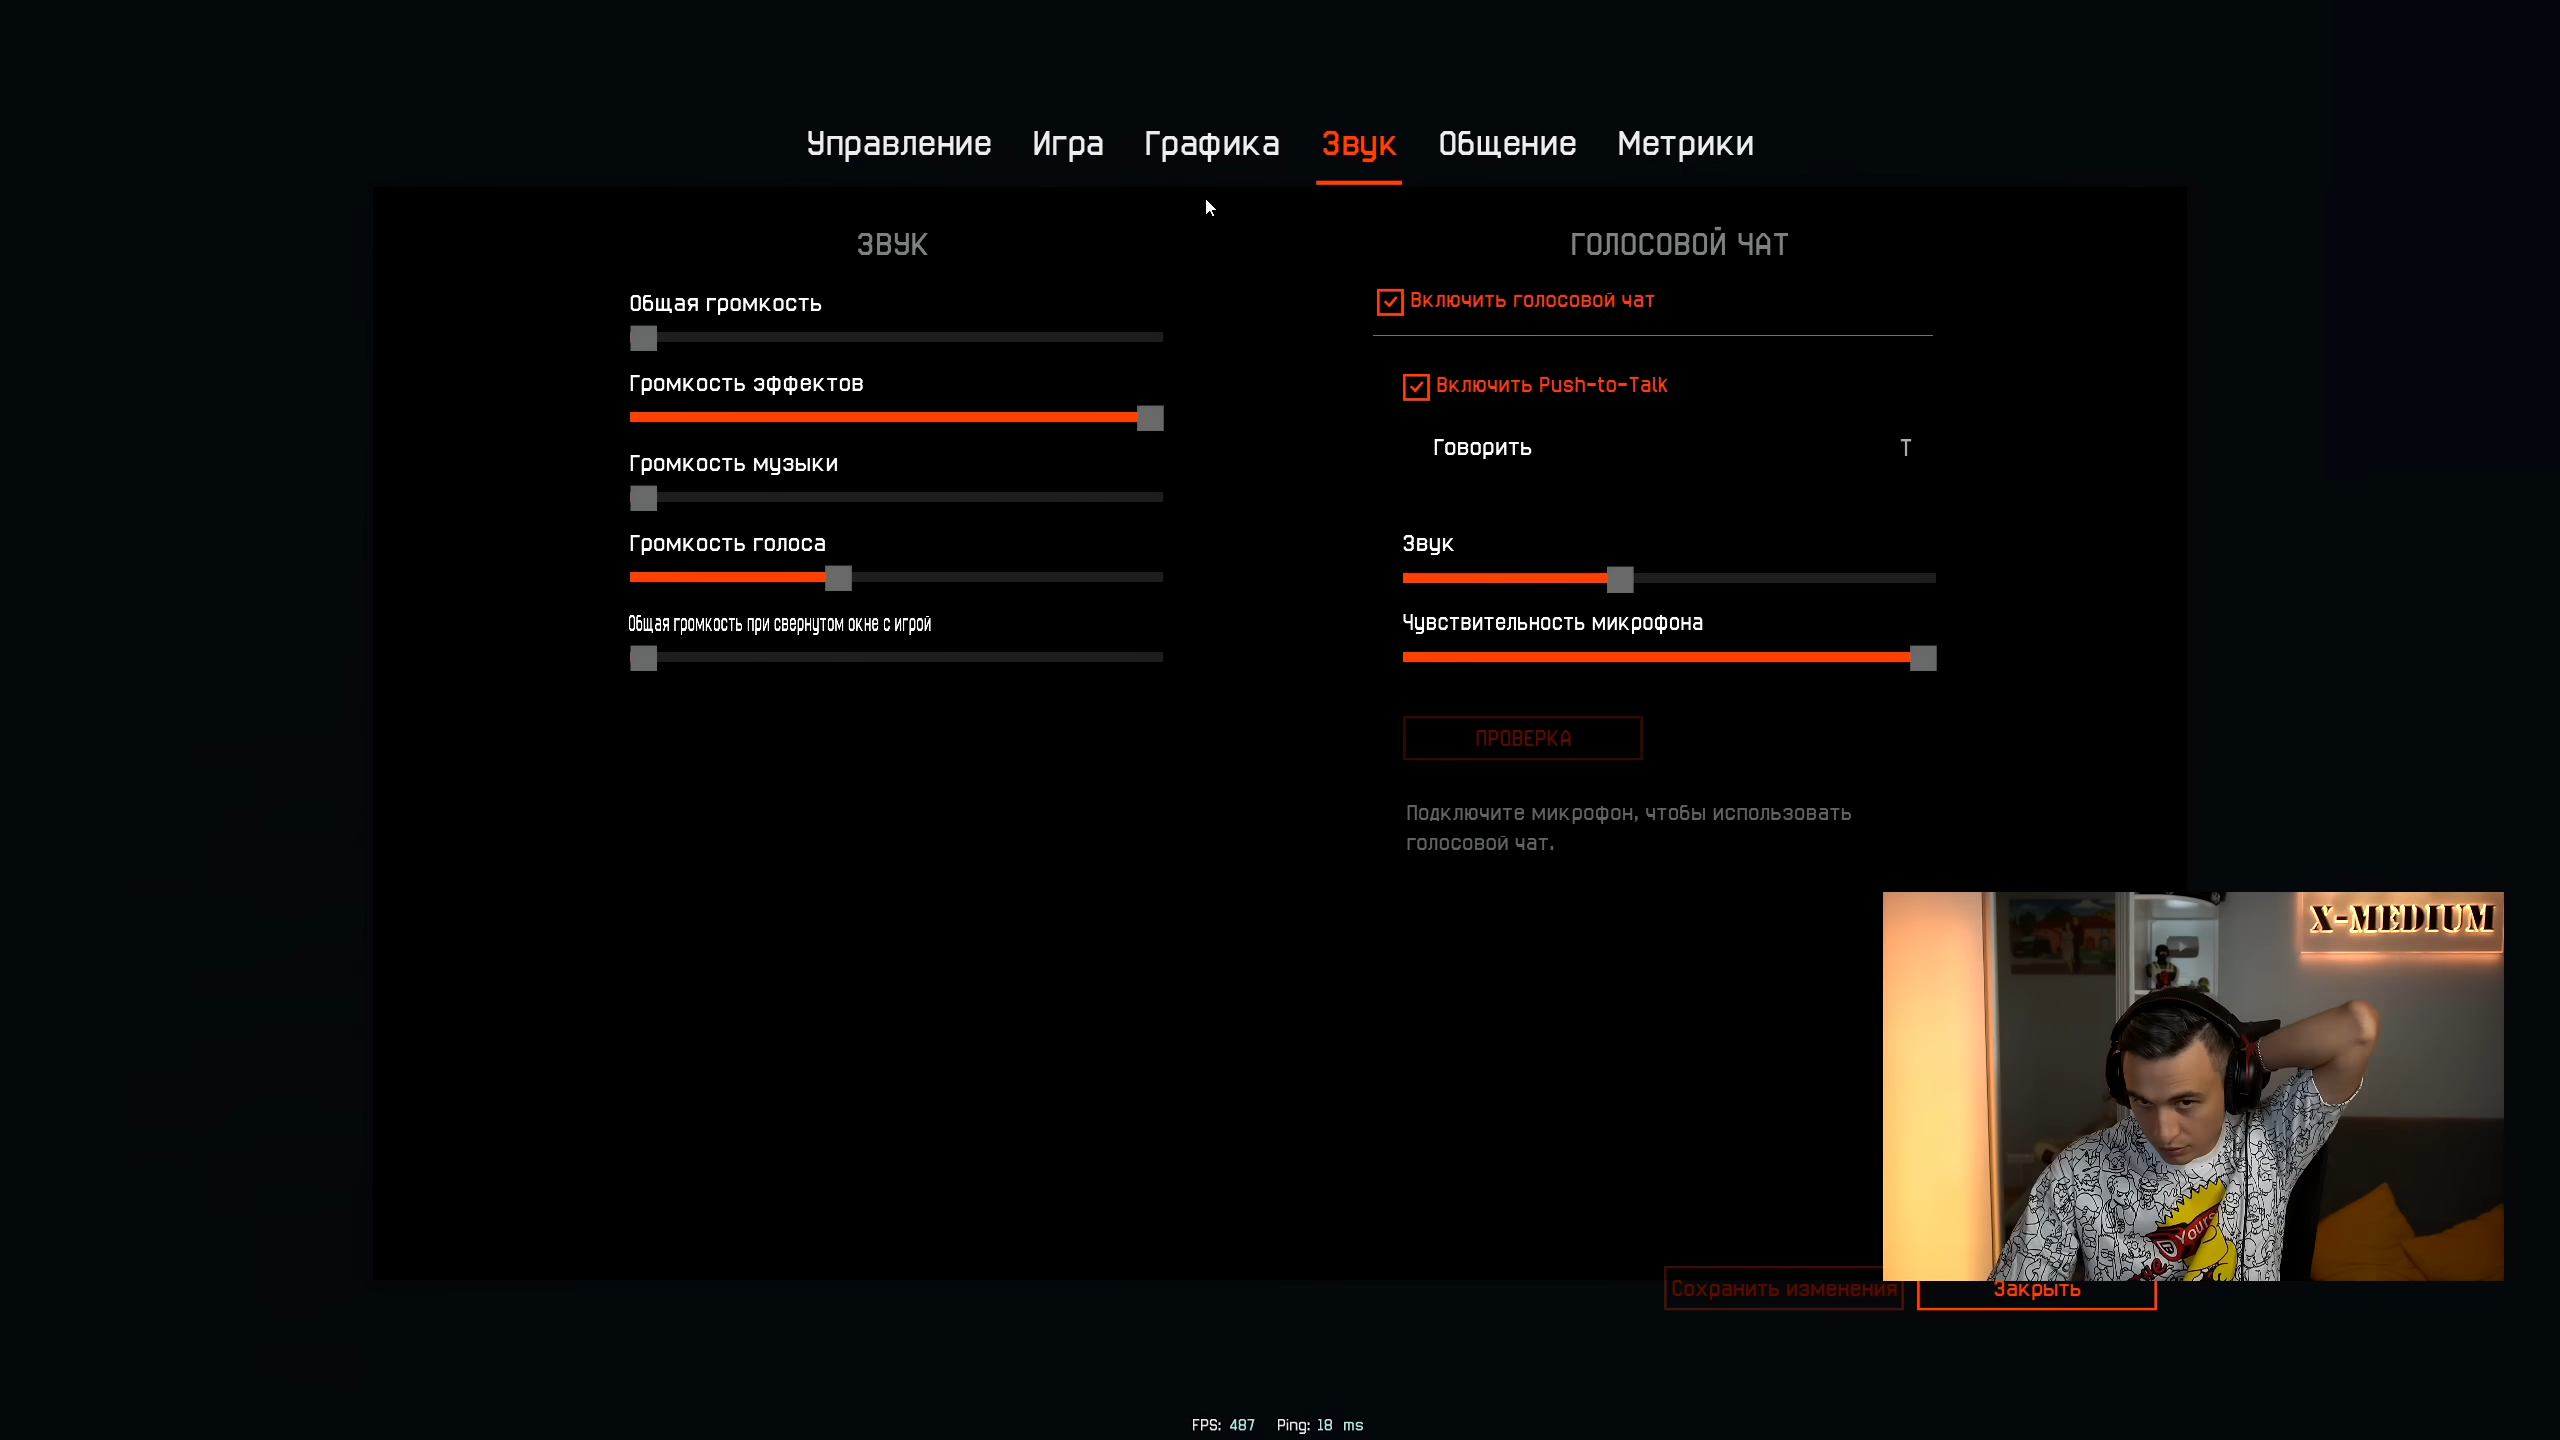 Управление Игра Графика Звук Общение Метрики
ЗВУК
Общая громкость
Громкость эффектов
Громкость музыки
Громкость голоса
Общая громкость при свернутом окне с игрой
ГОЛОСОВОЙ ЧАТ
Включить голосовой чат
Включить Push-to-Talk
Говорить T
Звук
Чувствительность микрофона
ПРОВЕРКА
Подключите микрофон, чтобы использовать
голосовой чат.
X-MEDIUM
Yours
Сохранить изменения Закрыть
FPS: 487 Ping: 18 ms